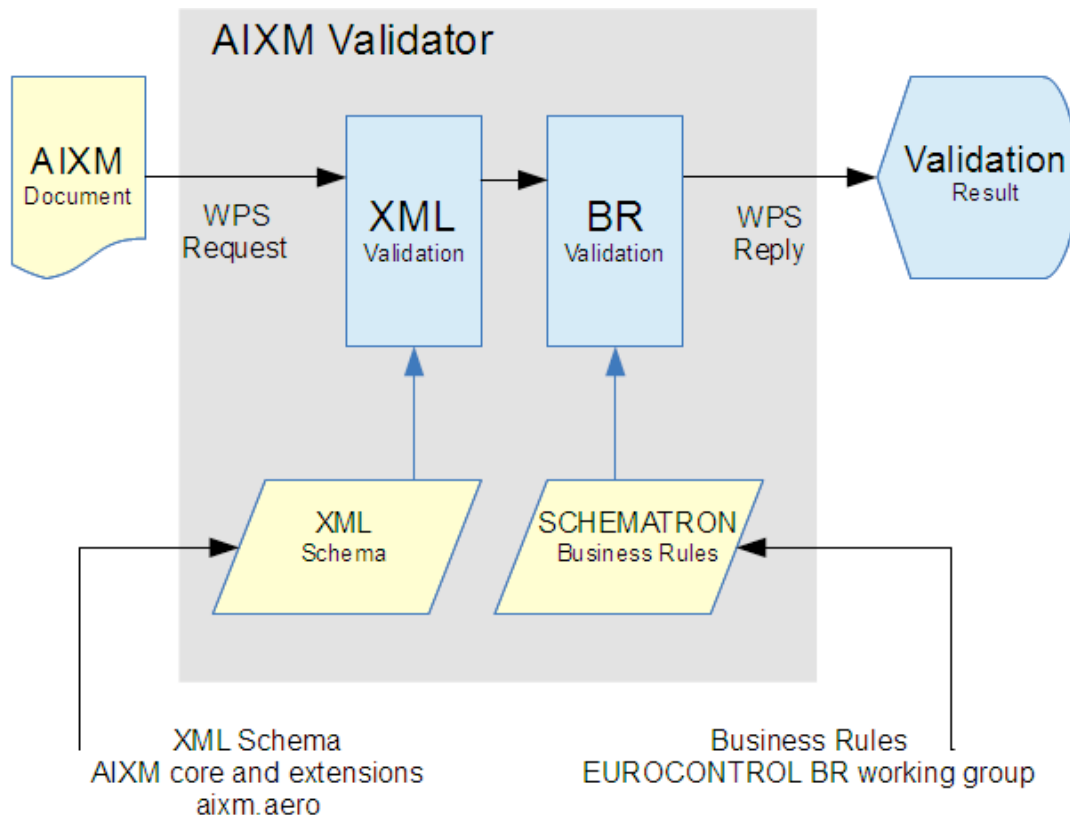 AIXM Validator
AIXM
Document
WPS
Request
XML
Validation
BR
Validation
WPS
Reply
Validation
Result
XML
Schema
SCHEMATRON
Business Rules
XML Schema
AIXM core and extensions
aixm.aero
Business Rules
EUROCONTROL BR working group